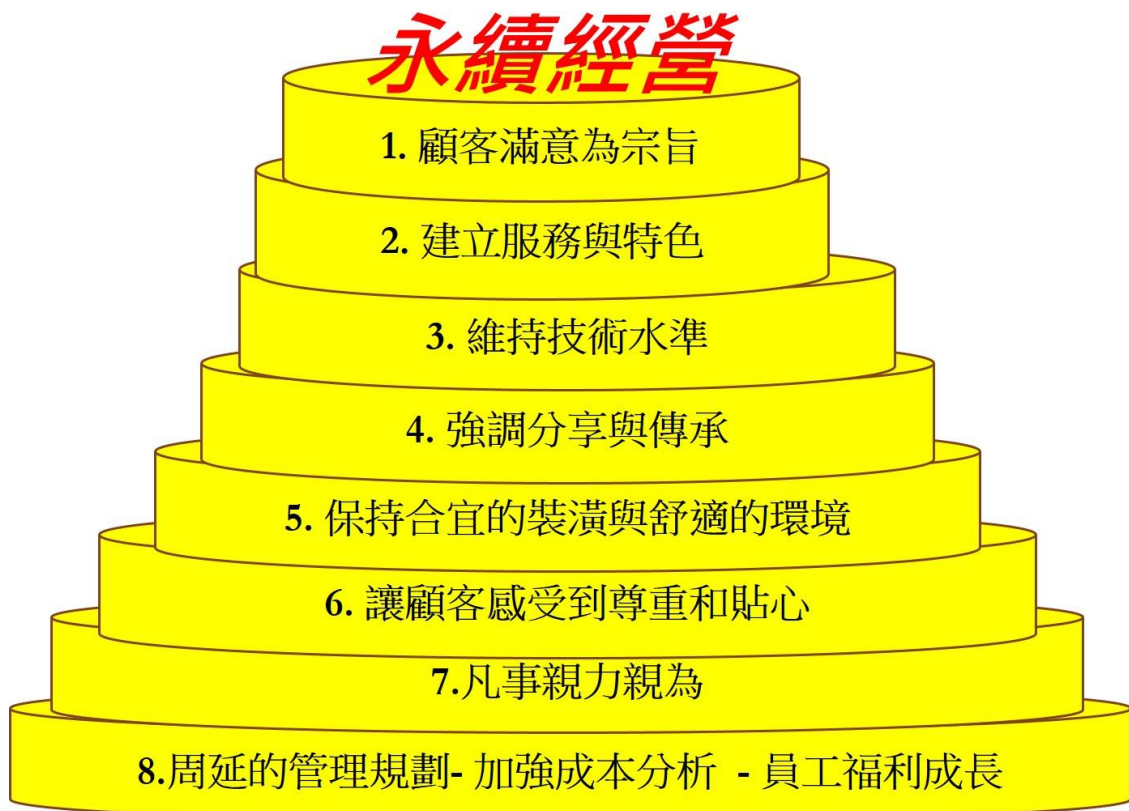 永續經營
1. 顧客滿意為宗旨
2. 建立服務與特色
3. 維持技術水準
4. 強調分享與傳承
5. 保持合宜的裝潢與舒適的環境
6. 讓顧客感受到尊重和貼心
7.凡事親力親為
8.周延的管理規劃- 加強成本分析 - 員工福利成長